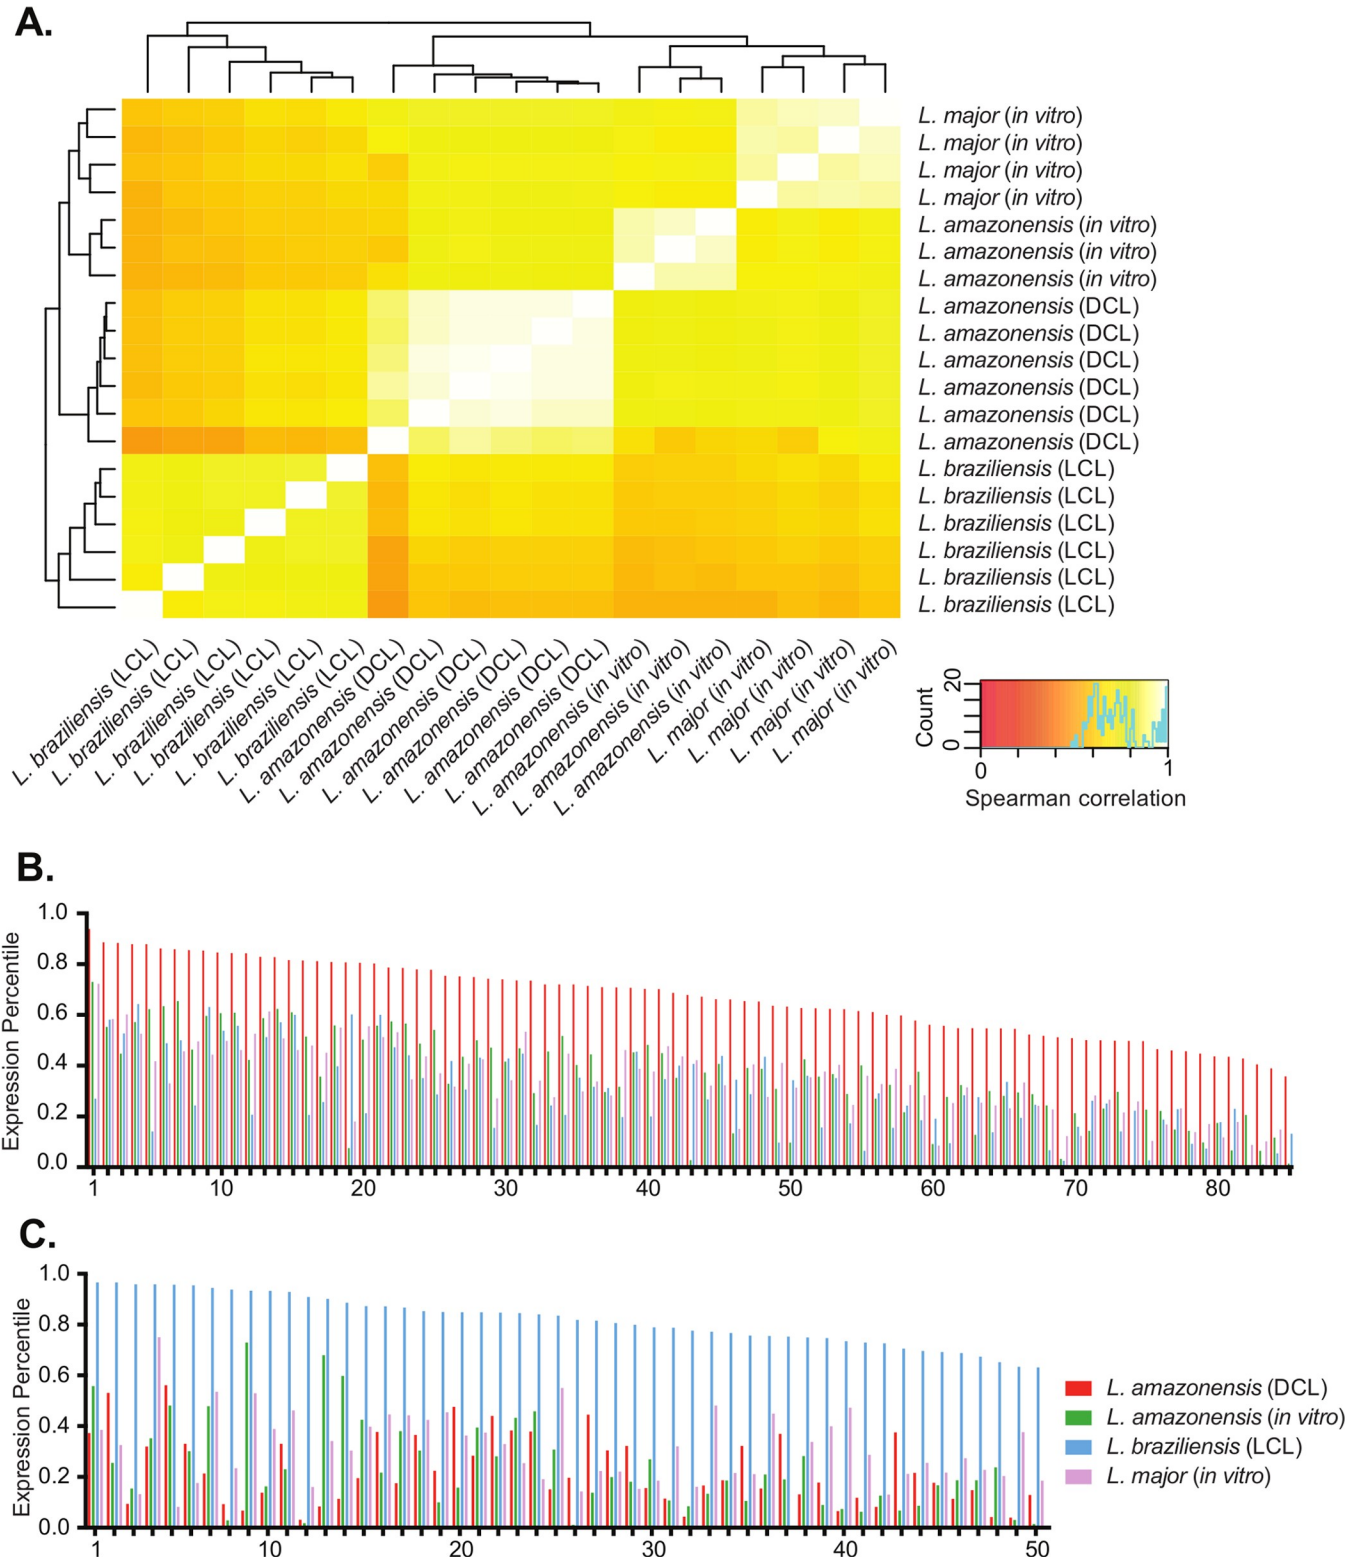 A.
L. major (in vitro)
L. major (in vitro)
L. major (in vitro)
L. major (in vitro)
L. amazonensis (in vitro)
L. amazonensis (in vitro)
L. amazonensis (in vitro)
L. amazonensis (DCL)
L. amazonensis (DCL)
L. amazonensis (DCL)
L. amazonensis (DCL)
L. amazonensis (DCL)
L. amazonensis (DCL)
L. braziliensis (LCL)
L. braziliensis (LCL)
L. braziliensis (LCL)
L. braziliensis (LCL)
L. braziliensis (LCL)
L. braziliensis (LCL)
L. braziliensis (LCL)
L. braziliensis (LCL)
L. braziliensis (LCL)
L. braziliensis (LCL)
L. braziliensis (LCL)
L. braziliensis (LCL)
L. amazonensis (DCL)
L. amazonensis (DCL)
L. amazonensis (DCL)
L. amazonensis (DCL)
L. amazonensis (DCL)
L. amazonensis (DCL)
L. amazonensis (in vitro)
L. amazonensis (in vitro)
L. amazonensis (in vitro)
L. major (in vitro)
L. major (in vitro)
L. major (in vitro)
L. major (in vitro)
Count
20
0
0 1
Spearman correlation
B.
Expression Percentile
1.0
0.8
0.6
0.4
0.2
0.0
1 10 20 30 40 50 60 70 80
C.
Expression Percentile
1.0
0.8
0.6
0.4
0.2
0.0
1 10 20 30 40 50
L. amazonensis (DCL)
L. amazonensis (in vitro)
L. braziliensis (LCL)
L. major (in vitro)